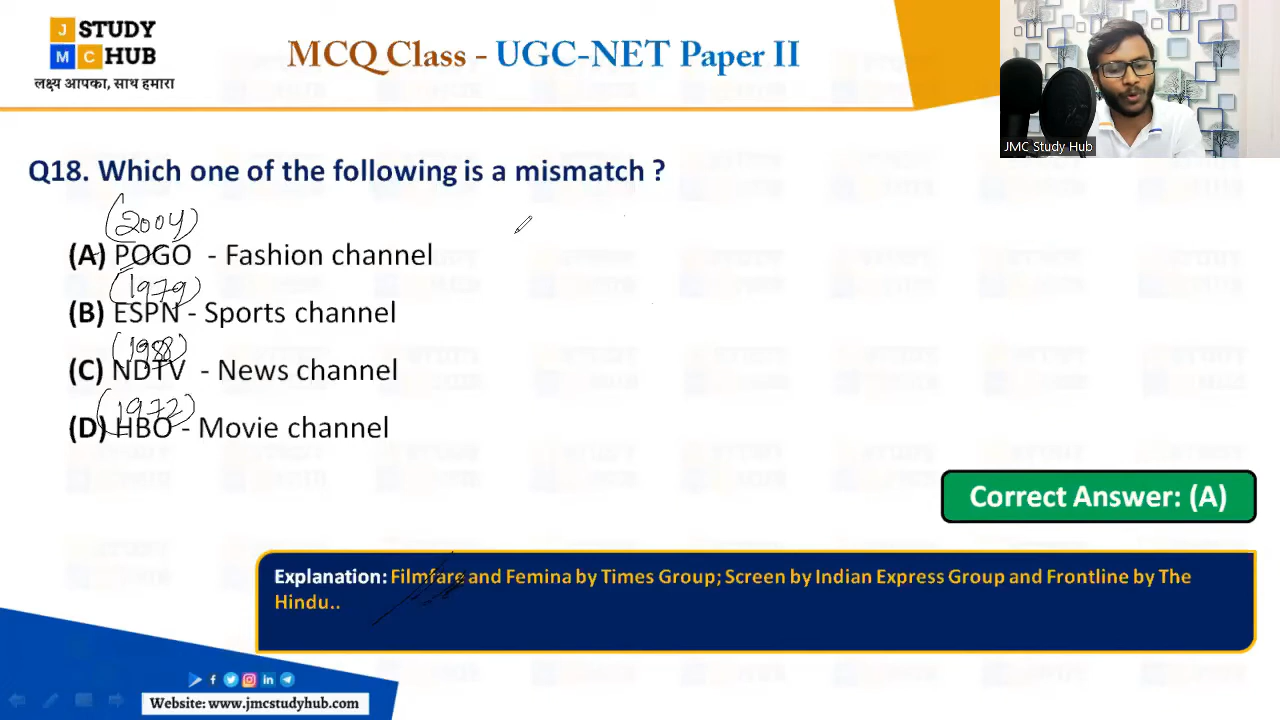 J STUDY
M C HUB
लक्ष्य आपका, साथ हमारा
MCQ Class - UGC-NET Paper II
JMC Study Hub
Q18. Which one of the following is a mismatch ?
(2004)
(A) POGO - Fashion channel
(1979)
(B) ESPN - Sports channel
(1988)
(C) NDTV - News channel
(1972)
(D) HBO - Movie channel
Correct Answer: (A)
Explanation: Filmfare and Femina by Times Group; Screen by Indian Express Group and Frontline by The
Hindu..
Website: www.jmcstudyhub.com